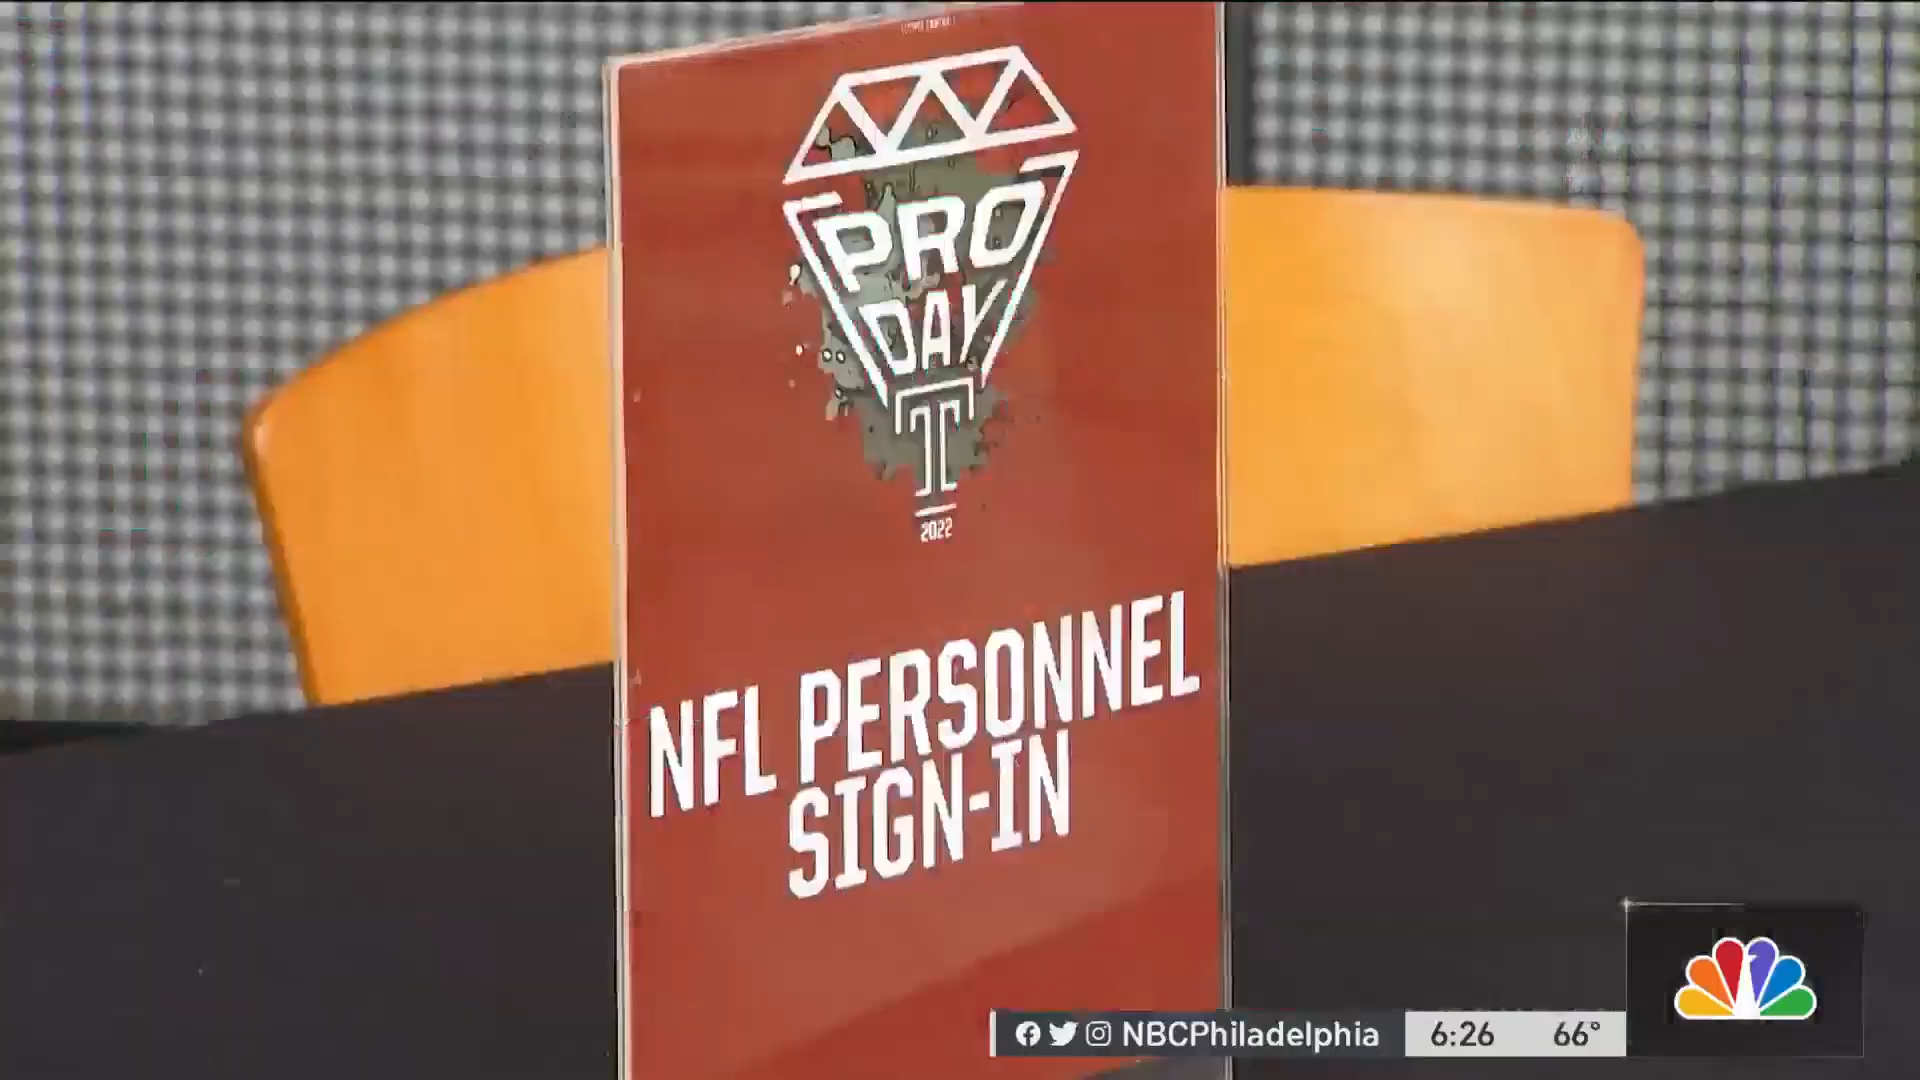 PRO
DAY
T
2022
NFL PERSONNEL
SIGN-IN
NBCPhiladelphia
6:26 66°